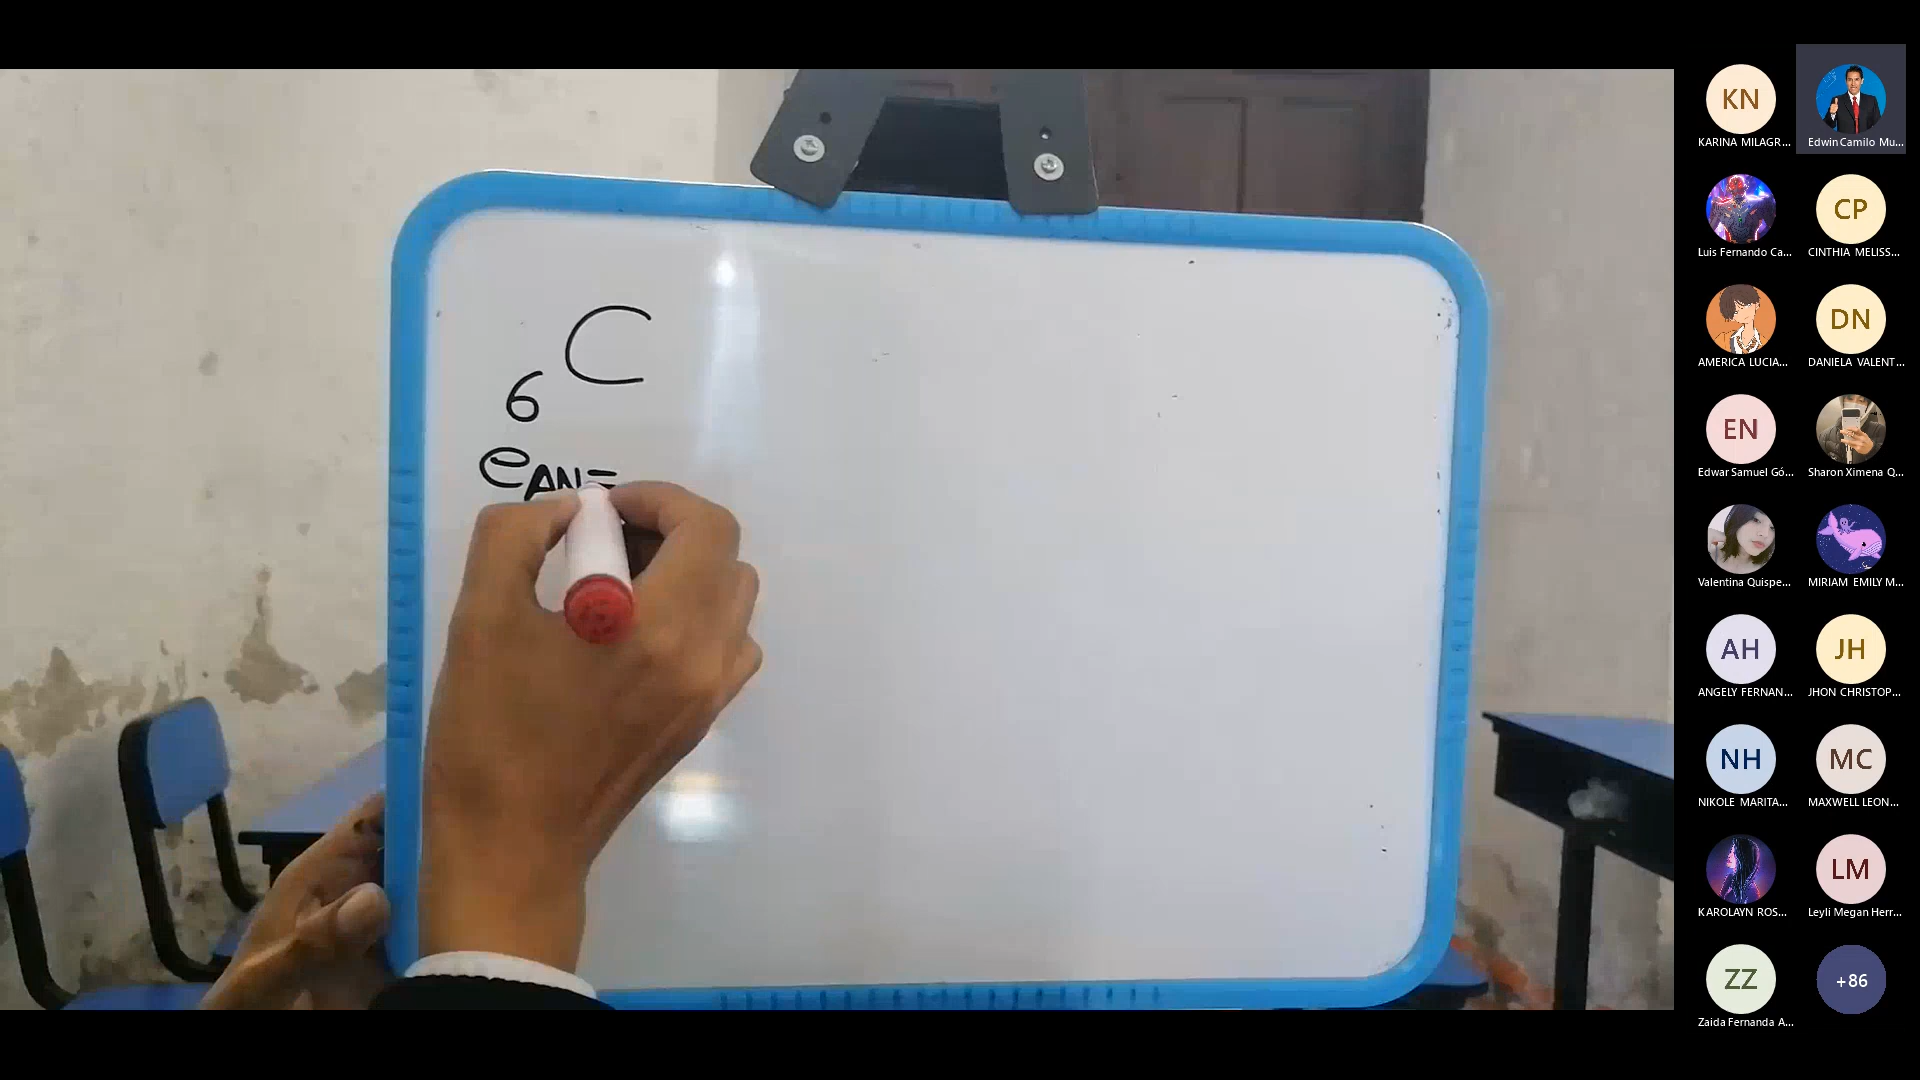 C
6
eAN=
KN
KARINA MILAGR...
Edwin Camilo Mu...
Luis Fernando Ca...
CP
CINTHIA MELISS...
AMERICA LUCIA...
DN
DANIELA VALENT...
EN
Edwar Samuel Gó...
Sharon Ximena Q...
Valentina Quispe...
MIRIAM EMILY M...
AH
ANGELY FERNAN...
JH
JHON CHRISTOP...
NH
NIKOLE MARITA...
MC
MAXWELL LEON...
KAROLAYN ROS...
LM
Leyli Megan Herr...
ZZ
Zaida Fernanda A...
+86